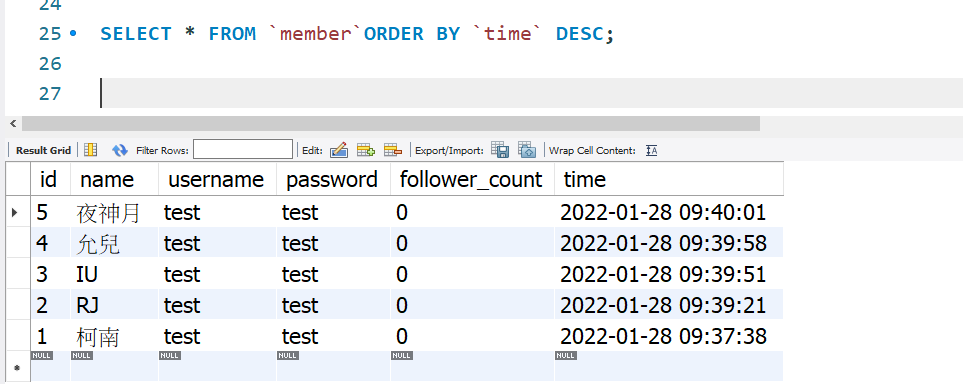 24
25 SELECT * FROM `member`ORDER BY `time` DESC;
26
27
Result Grid Filter Rows: Edit: Export/Import: Wrap Cell Content:
id name username password follower_count time
5 夜神月 test test 0 2022-01-28 09:40:01
4 允兒 test test 0 2022-01-28 09:39:58
3 IU test test 0 2022-01-28 09:39:51
2 RJ test test 0 2022-01-28 09:39:21
1 柯南 test test 0 2022-01-28 09:37:38
* NULL NULL NULL NULL NULL NULL